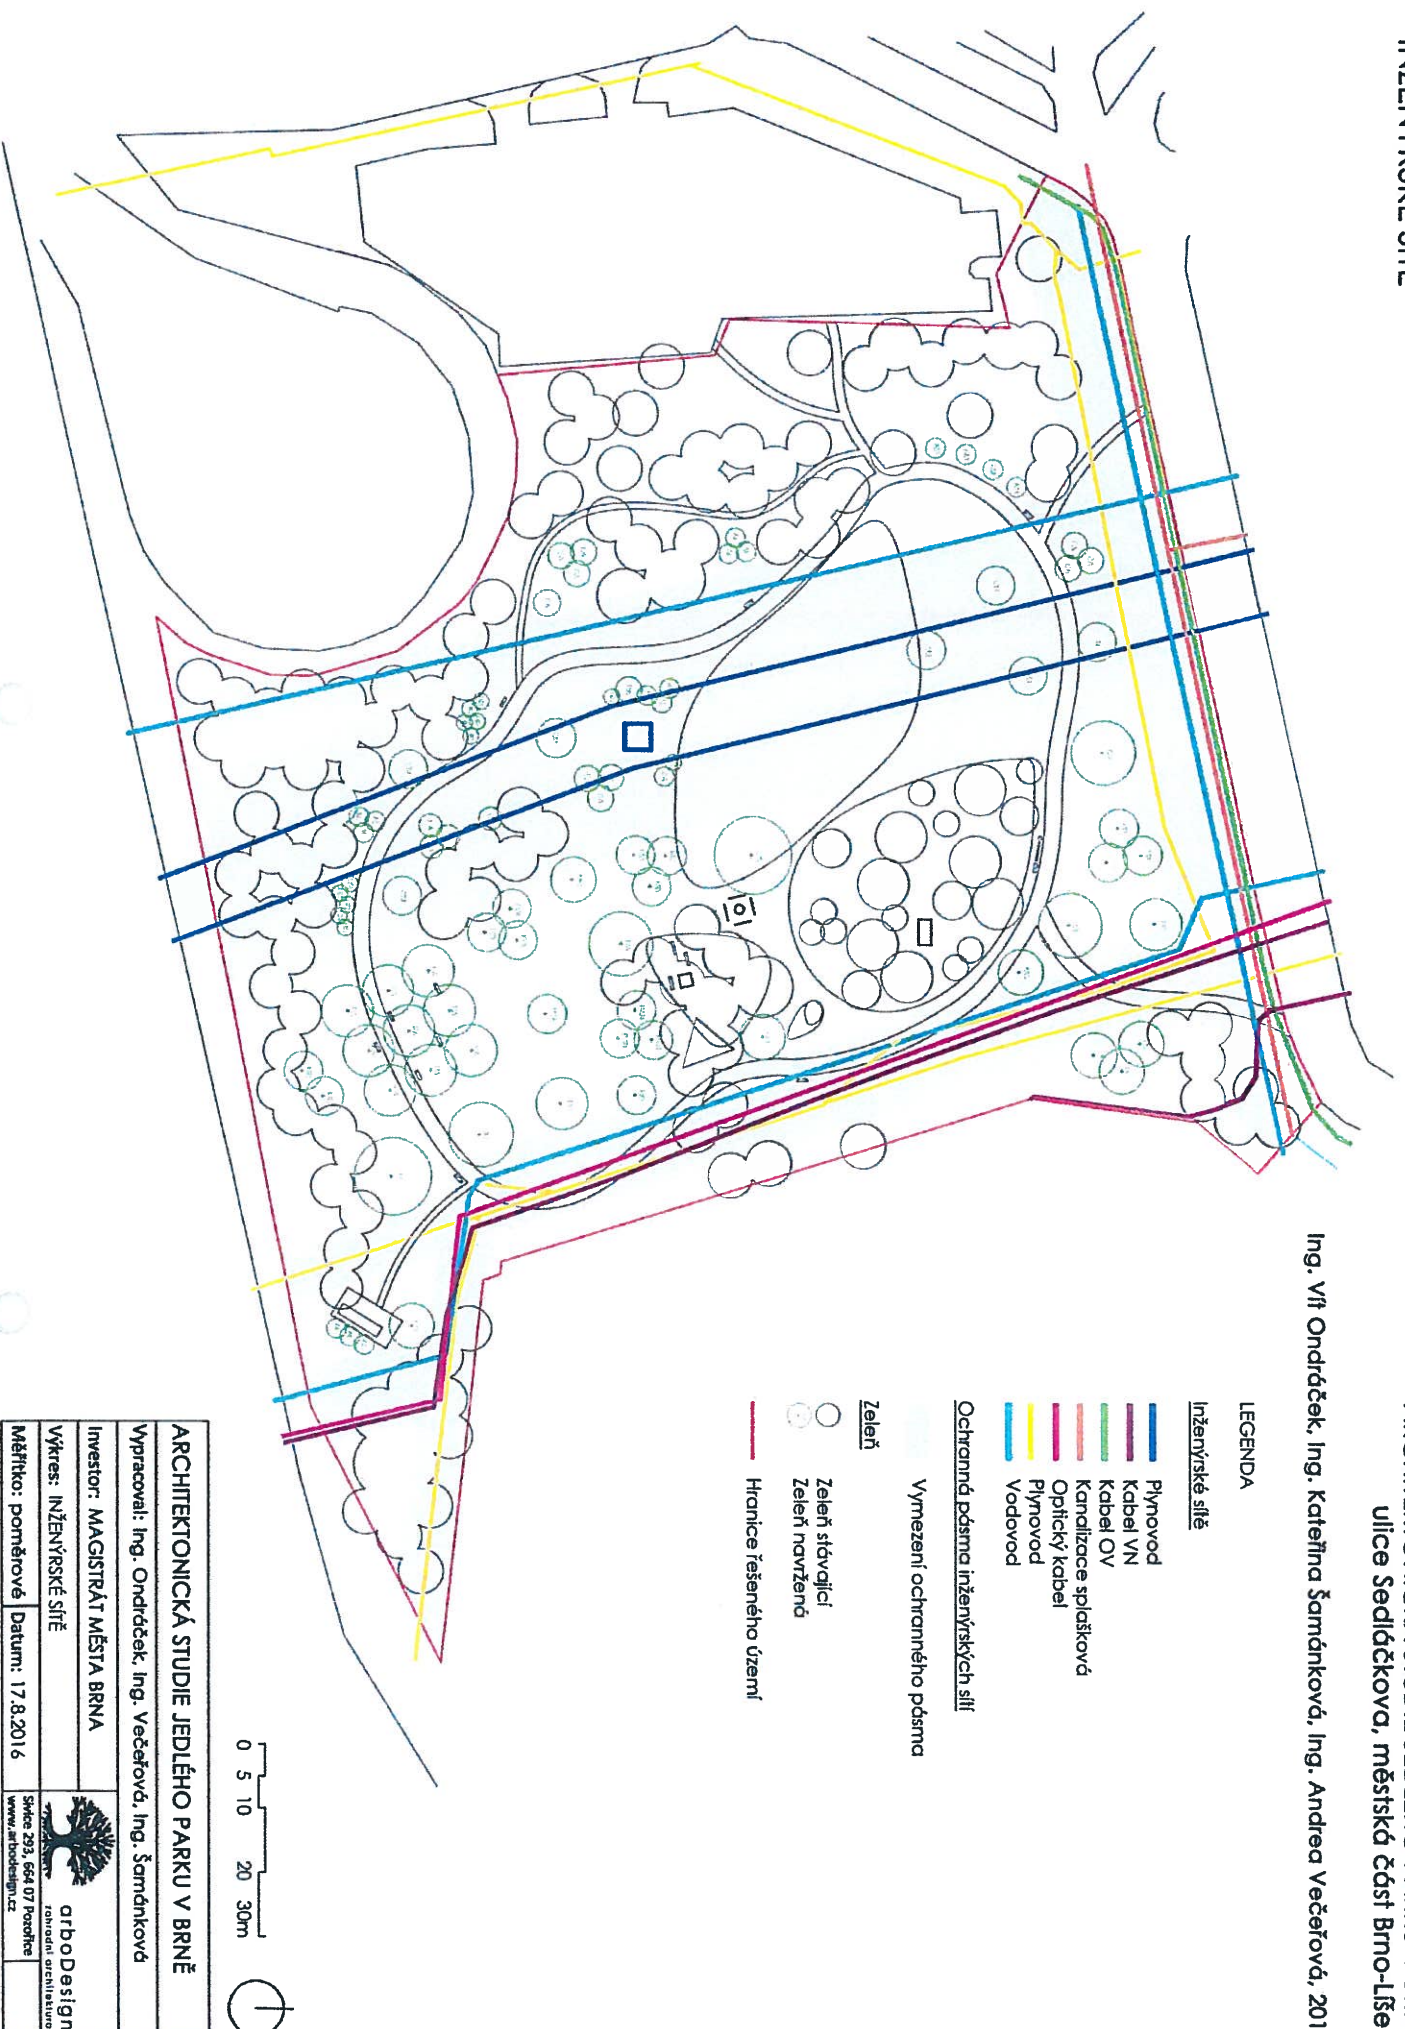 INŽENÝRSKÉ SÍTĚ
ulice Sedláčkova, městská část Brno-Líše
Ing. Vít Ondráček, Ing. Kateřina Šamánková, Ing. Andrea Večeřová, 201
LEGENDA
Inženýrské sítě
Plynovod
Kabel VN
Kabel OV
Kanalizace splašková
Optický kabel
Plynovod
Vodovod
Ochranná pásma inženýrských sítí
Vymezení ochranného pásma
Zeleň
Zeleň stávající
Zeleň navržená
Hranice řešeného území
0 5 10 20 30m
ARCHITEKTONICKÁ STUDIE JEDLÉHO PARKU V BRNĚ
Vypracoval: Ing. Ondráček, Ing. Večeřová, Ing. Šamánková
Investor: MAGISTRÁT MĚSTA BRNA
Výkres: INŽENÝRSKÉ SÍTĚ
Měřítko: poměrové Datum: 17.8.2016
arboDesign
zahradní architektura
Sivice 293, 664 07 Pozořice
www.arbodesign.cz